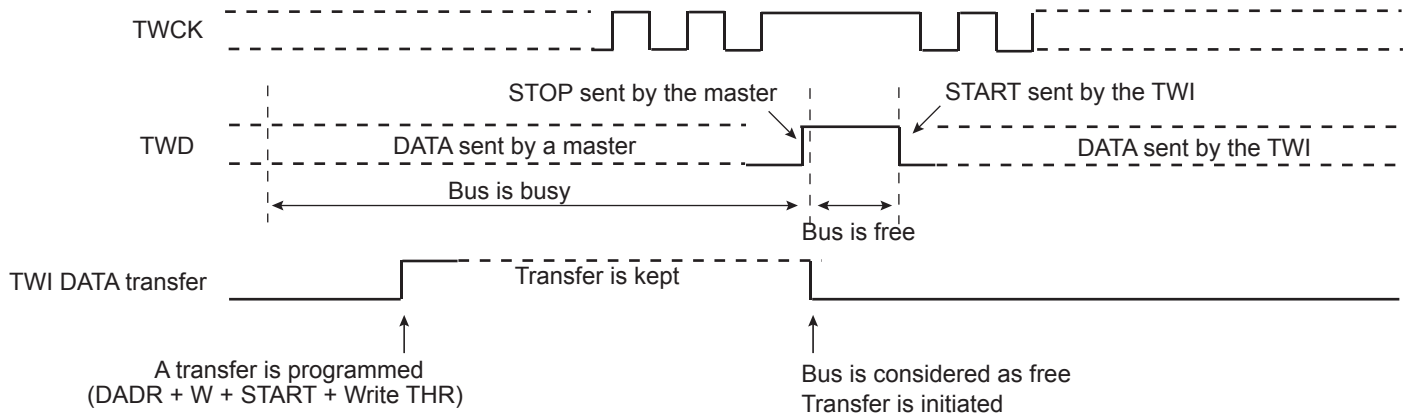 TWCK
STOP sent by the master
START sent by the TWI
TWD
DATA sent by a master
DATA sent by the TWI
Bus is busy
Bus is free
TWI DATA transfer
Transfer is kept
A transfer is programmed
(DADR + W + START + Write THR)
Bus is considered as free
Transfer is initiated